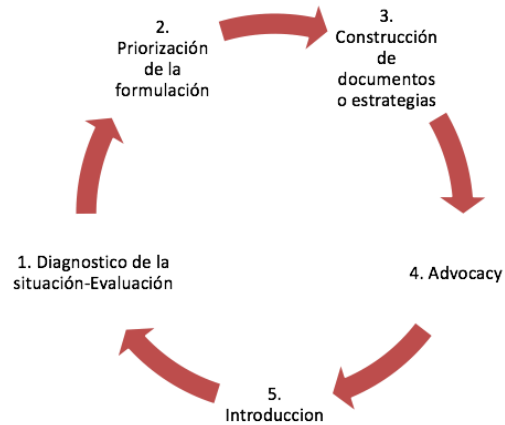 1. Diagnostico de la
situación-Evaluación
2.
Priorización
de la
formulación
3.
Construcción
de
documentos
o estrategias
4. Advocacy
5.
Introduccion